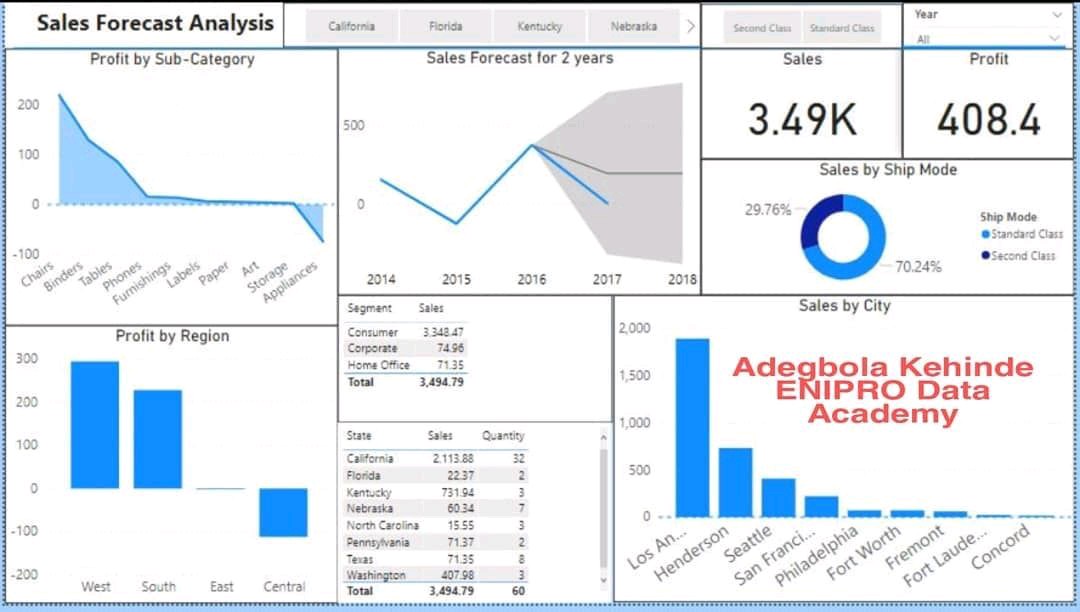 Sales Forecast Analysis
California Florida Kentucky Nebraska
Second Class Standard Class
Year
All
Profit by Sub-Category
200
100
0
-100
Chairs Binders Tables Phones Furnishings Labels Paper Art Storage Appliances
Sales Forecast for 2 years
500
0
2014 2015 2016 2017 2018
Sales
3.49K
Profit
408.4
Sales by Ship Mode
29.76%
70.24%
Ship Mode
Standard Class
Second Class
Profit by Region
300
200
100
0
-100
-200
West South East Central
Segment Sales
Consumer 3,348.47
Corporate 74.96
Home Office 71.35
Total 3,494.79
State Sales Quantity
California 2,113.88 32
Florida 22.37 2
Kentucky 731.94 3
Nebraska 60.34 7
North Carolina 15.55 3
Pennsylvania 71.37 2
Texas 71.35 8
Washington 407.98 3
Total 3,494.79 60
Sales by City
2,000
1,500
1,000
500
0
Los An... Henderson Seattle San Franci... Philadelphia Fort Worth Fremont Fort Laude... Concord
Adegbola Kehinde
ENIPRO Data
Academy